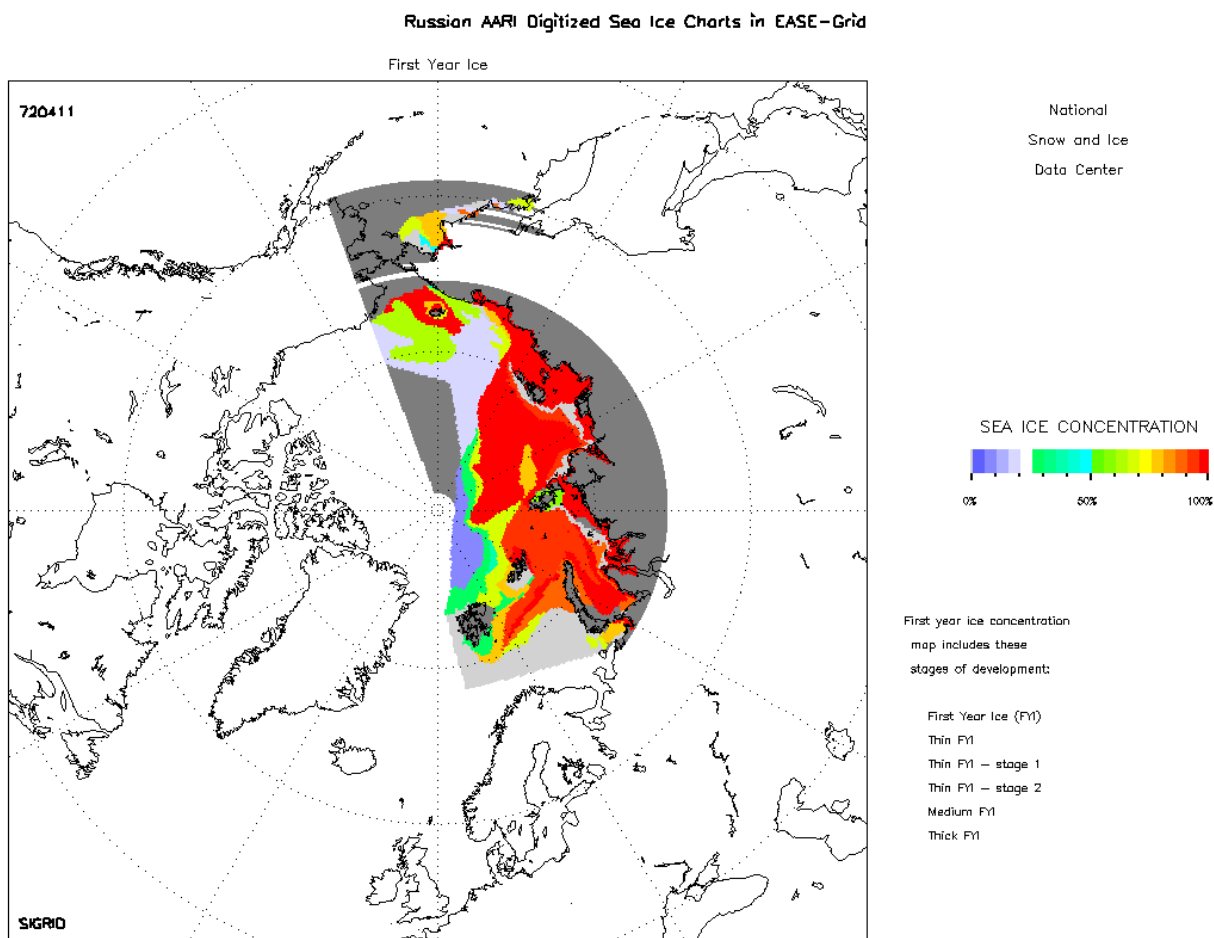 Russian AARI Digitized Sea Ice Charts in EASE-Grid
First Year Ice
720411
National
Snow and Ice
Data Center
SEA ICE CONCENTRATION
0% 50% 100%
First year ice concentration
map includes these
stages of development:
First Year Ice (FYI)
Thin FYI
Thin FYI - stage 1
Thin FYI - stage 2
Medium FYI
Thick FYI
SIGRID